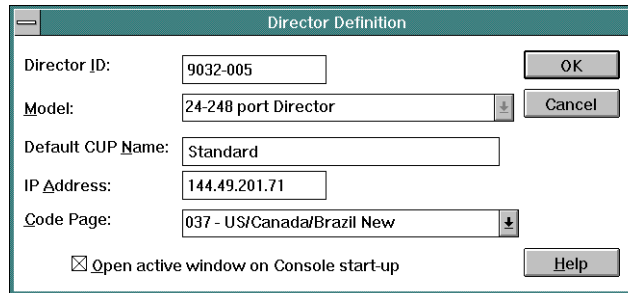 Director Definition
Director ID: 9032-005 OK
Model: 24-248 port Director Cancel
Default CUP Name: Standard
IP Address: 144.49.201.71
Code Page: 037 - US/Canada/Brazil New
Open active window on Console start-up Help